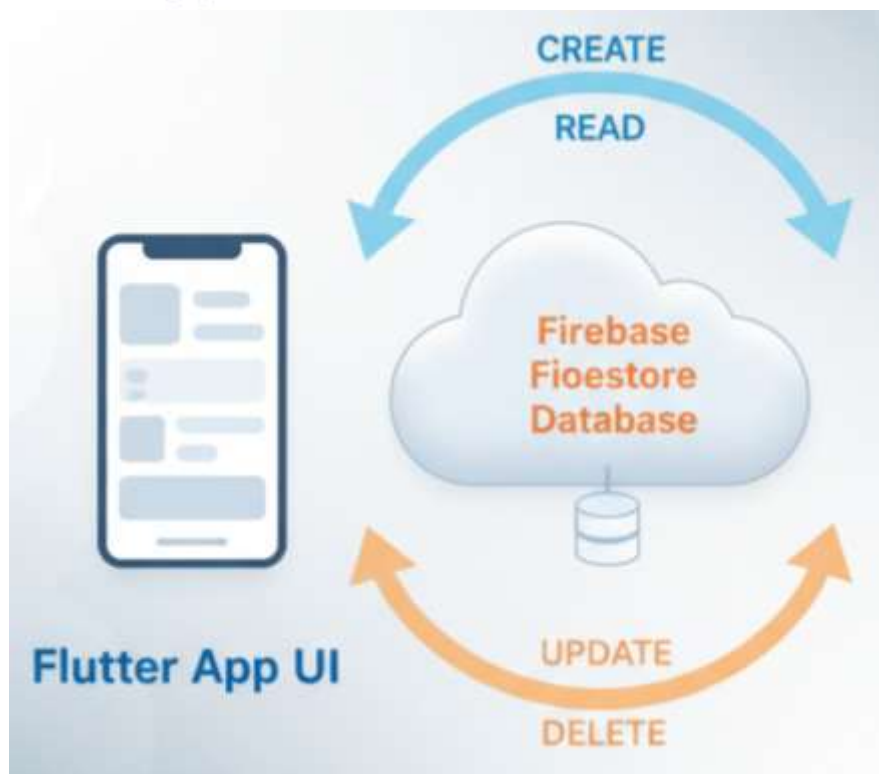 CREATE
READ
Firebase
Fioestore
Database
Flutter App UI
UPDATE
DELETE